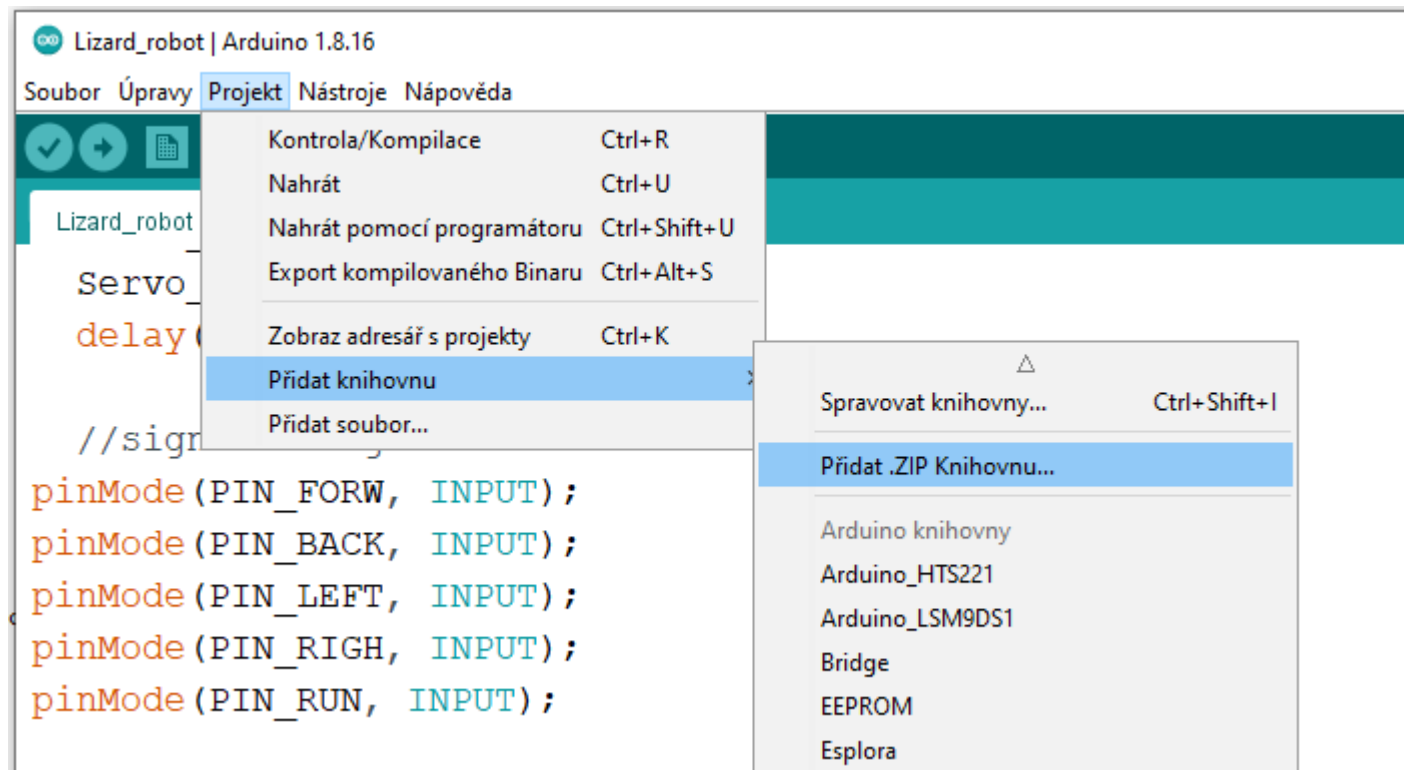 Lizard_robot | Arduino 1.8.16
Soubor Úpravy Projekt Nástroje Nápověda
Lizard_robot
Kontrola/Kompilace Ctrl+R
Nahrát Ctrl+U
Nahrát pomocí programátoru Ctrl+Shift+U
Export kompilovaného Binaru Ctrl+Alt+S
Zobraz adresář s projekty Ctrl+K
Přidat knihovnu
Přidat soubor...
Spravovat knihovny... Ctrl+Shift+I
Přidat .ZIP Knihovnu...
Arduino knihovny
Arduino_HTS221
Arduino_LSM9DS1
Bridge
EEPROM
Esplora
Servo_
delay(
//sign
pinMode(PIN_FORW, INPUT);
pinMode(PIN_BACK, INPUT);
pinMode(PIN_LEFT, INPUT);
pinMode(PIN_RIGH, INPUT);
pinMode(PIN_RUN, INPUT);